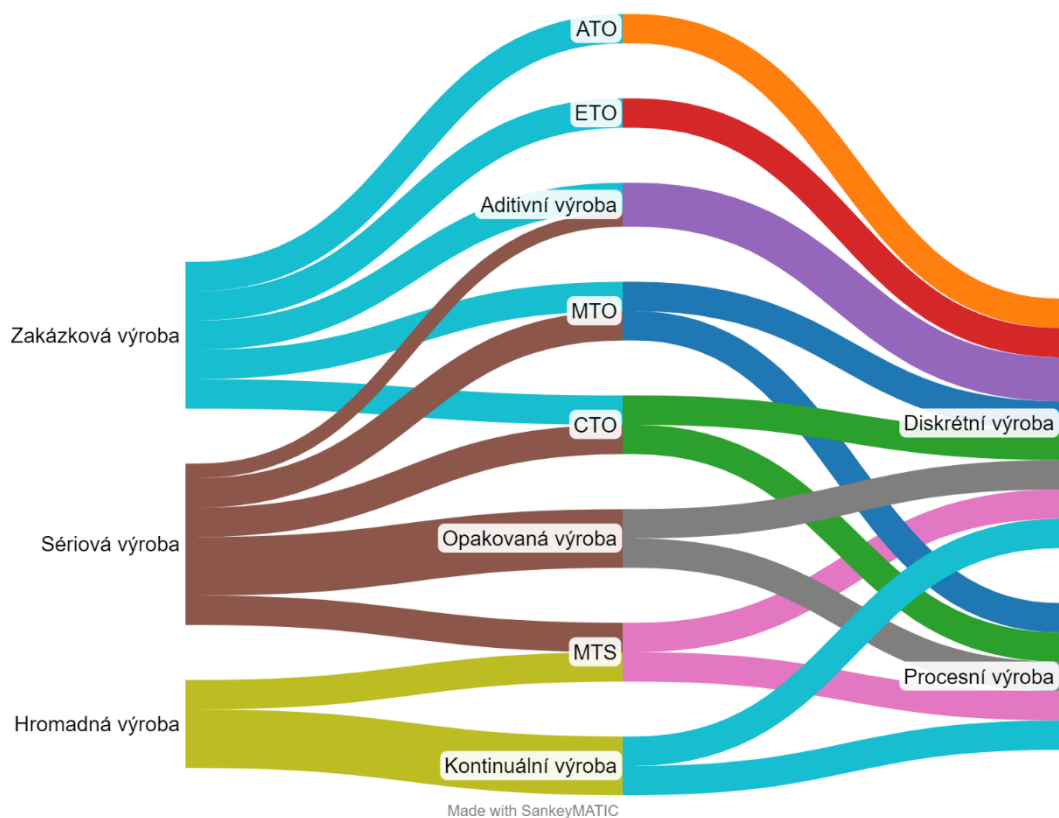 ATO
ETO
Aditivní výroba
Zakázková výroba
MTO
CTO
Diskrétní výroba
Sériová výroba
Opakovaná výroba
MTS
Procesní výroba
Hromadná výroba
Kontinuální výroba
Made with SankeyMATIC